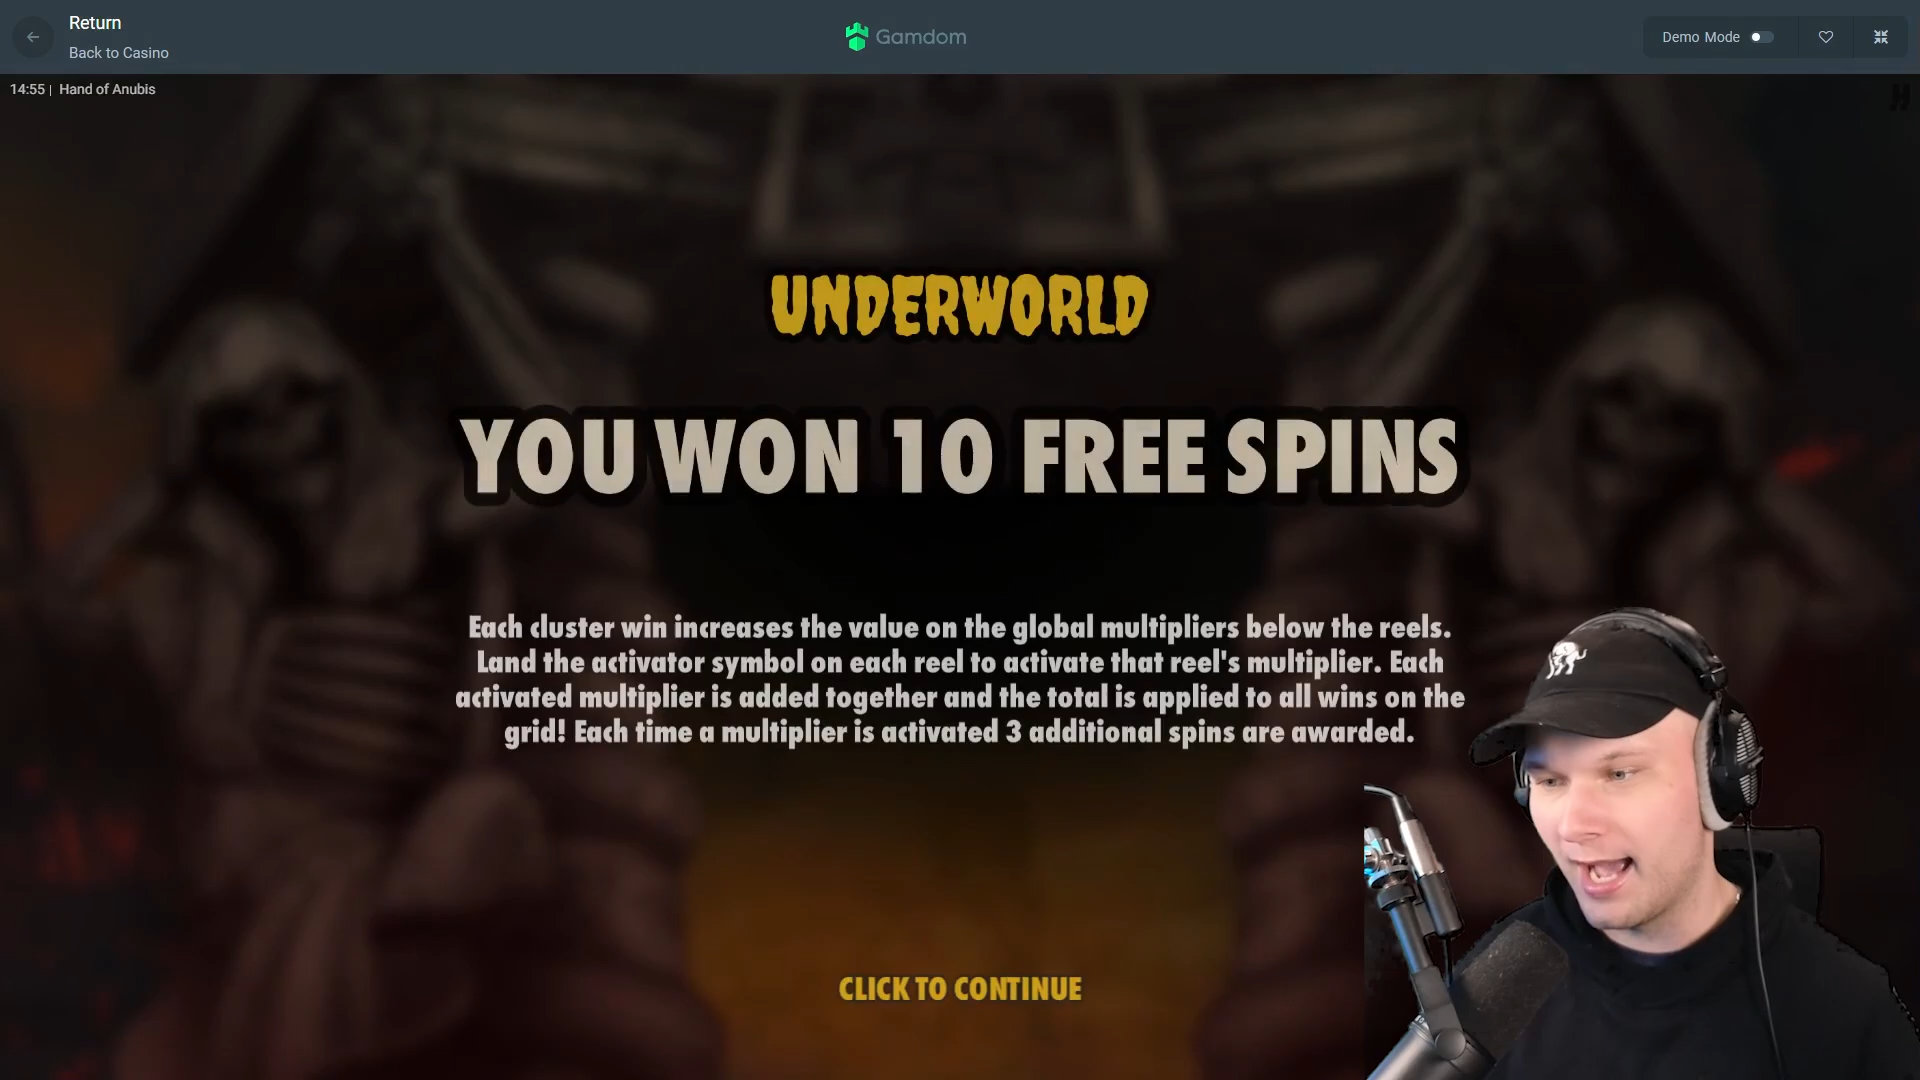 Return
Back to Casino
Gamdom
Demo Mode
14:55 | Hand of Anubis
UNDERWORLD
YOU WON 10 FREE SPINS
Each cluster win increases the value on the global multipliers below the reels.
Land the activator symbol on each reel to activate that reel's multiplier. Each
activated multiplier is added together and the total is applied to all wins on the
grid! Each time a multiplier is activated 3 additional spins are awarded.
CLICK TO CONTINUE